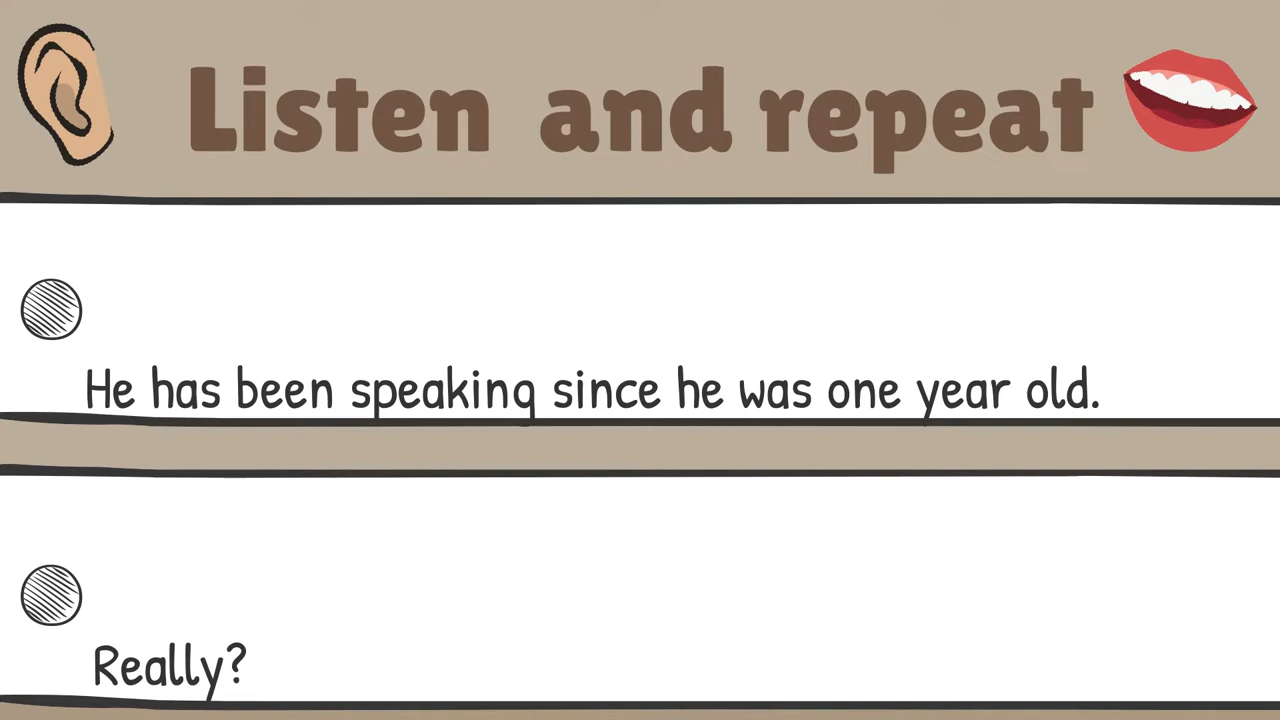 Listen and repeat
He has been speaking since he was one year old.
Really?